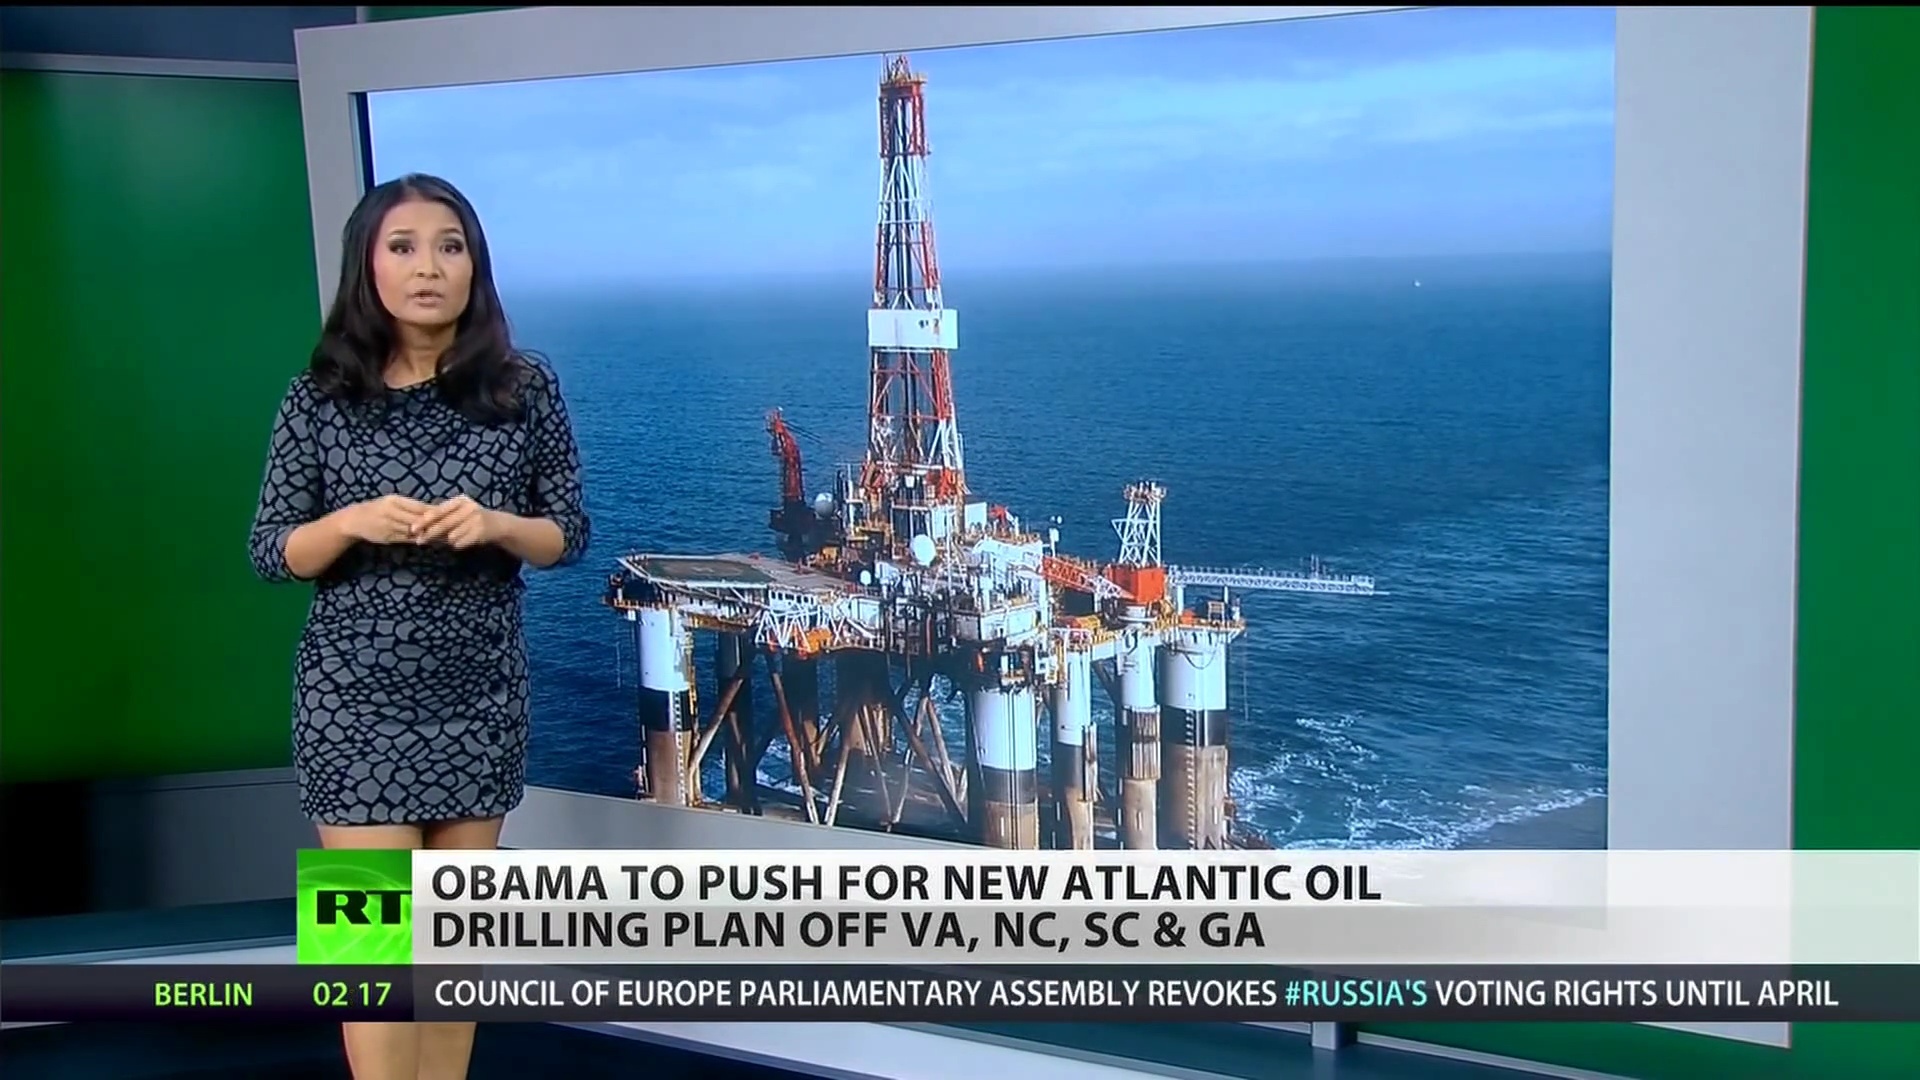 RT
OBAMA TO PUSH FOR NEW ATLANTIC OIL
DRILLING PLAN OFF VA, NC, SC & GA
BERLIN 02:17 COUNCIL OF EUROPE PARLIAMENTARY ASSEMBLY REVOKES #RUSSIA'S VOTING RIGHTS UNTIL APRIL